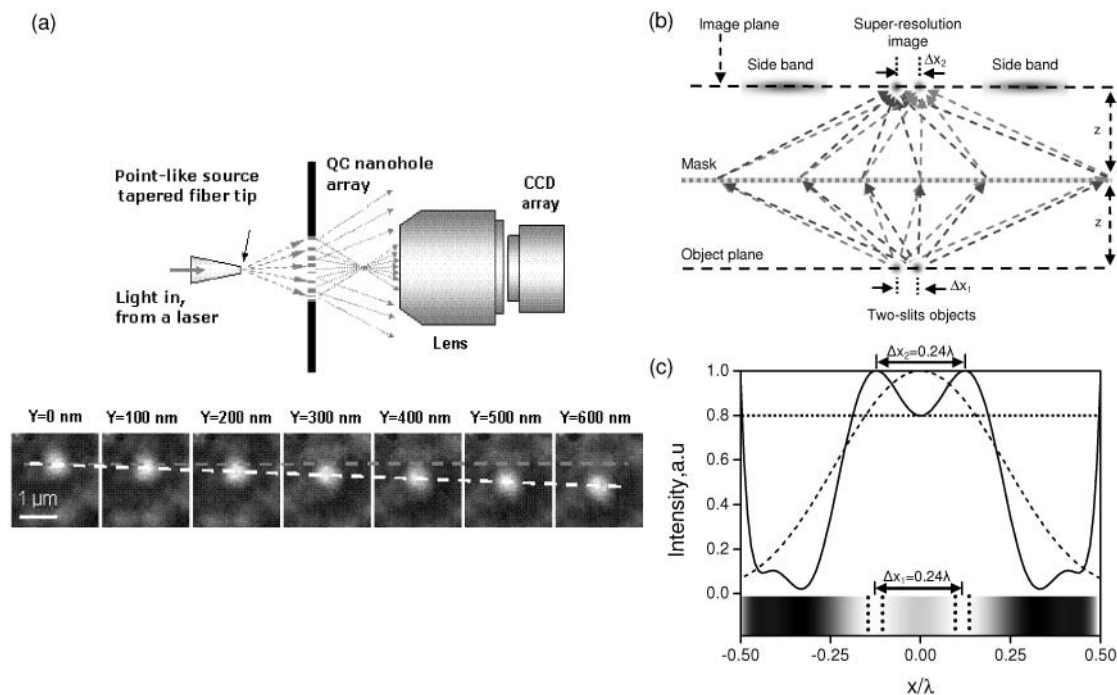 (a)
QC nanohole
array
Point-like source
tapered fiber tip
CCD
array
Light in,
from a laser
Lens
Y=0 nm Y=100 nm Y=200 nm Y=300 nm Y=400 nm Y=500 nm Y=600 nm
1 µm
(b)
Image plane
Super-resolution
image
Side band
Δx₂
Side band
z
Mask
z
Object plane
Δx₁
Two-slits objects
(c)
Δx₂=0.24λ
1.0
0.8
0.6
0.4
0.2
0.0
Intensity,a.u
Δx₁=0.24λ
-0.50 -0.25 0.00 0.25 0.50
x/λ